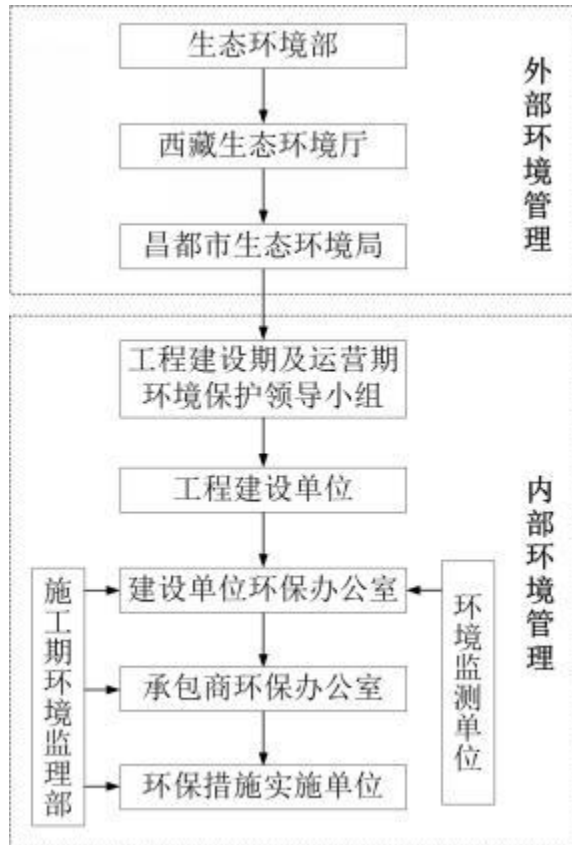 生态环境部
西藏生态环境厅
昌都市生态环境局
外部环境管理
工程建设期及运营期
环境保护领导小组
工程建设单位
建设单位环保办公室
承包商环保办公室
环保措施实施单位
施工期环境监理部
环境监测单位
内部环境管理